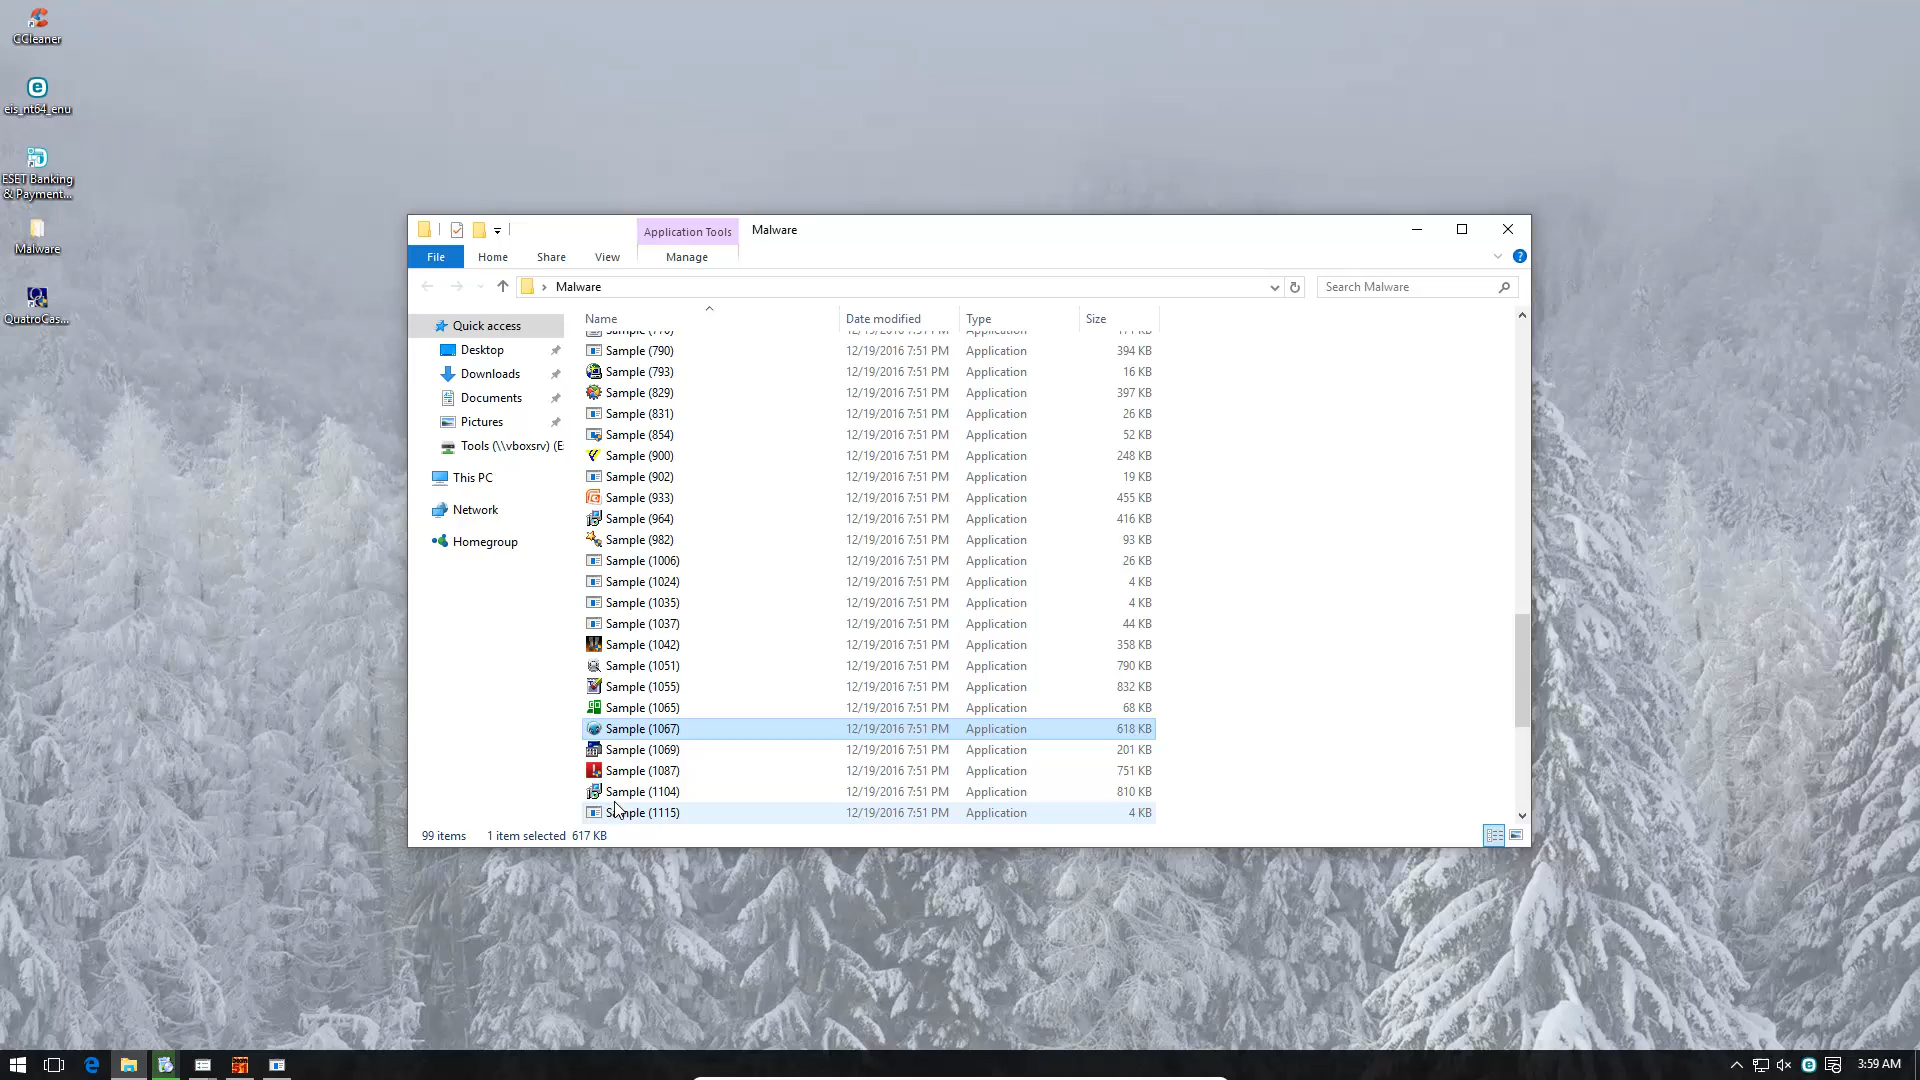 CCleaner
eis_nt64_enu
ESET Banking
& Payment...
Malware
QuatroCas...
Application Tools
Malware
File
Home
Share
View
Manage
Malware
Search Malware
Quick access
Desktop
Downloads
Documents
Pictures
Tools (\\vboxsrv) (E
This PC
Network
Homegroup
Name Date modified Type Size
Sample (790) 12/19/2016 7:51 PM Application 394 KB
Sample (793) 12/19/2016 7:51 PM Application 16 KB
Sample (829) 12/19/2016 7:51 PM Application 397 KB
Sample (831) 12/19/2016 7:51 PM Application 26 KB
Sample (854) 12/19/2016 7:51 PM Application 52 KB
Sample (900) 12/19/2016 7:51 PM Application 248 KB
Sample (902) 12/19/2016 7:51 PM Application 19 KB
Sample (933) 12/19/2016 7:51 PM Application 455 KB
Sample (964) 12/19/2016 7:51 PM Application 416 KB
Sample (982) 12/19/2016 7:51 PM Application 93 KB
Sample (1006) 12/19/2016 7:51 PM Application 26 KB
Sample (1024) 12/19/2016 7:51 PM Application 4 KB
Sample (1035) 12/19/2016 7:51 PM Application 4 KB
Sample (1037) 12/19/2016 7:51 PM Application 44 KB
Sample (1042) 12/19/2016 7:51 PM Application 358 KB
Sample (1051) 12/19/2016 7:51 PM Application 790 KB
Sample (1055) 12/19/2016 7:51 PM Application 832 KB
Sample (1065) 12/19/2016 7:51 PM Application 68 KB
Sample (1067) 12/19/2016 7:51 PM Application 618 KB
Sample (1069) 12/19/2016 7:51 PM Application 201 KB
Sample (1087) 12/19/2016 7:51 PM Application 751 KB
Sample (1104) 12/19/2016 7:51 PM Application 810 KB
Sample (1115) 12/19/2016 7:51 PM Application 4 KB
99 items 1 item selected 617 KB
3:59 AM